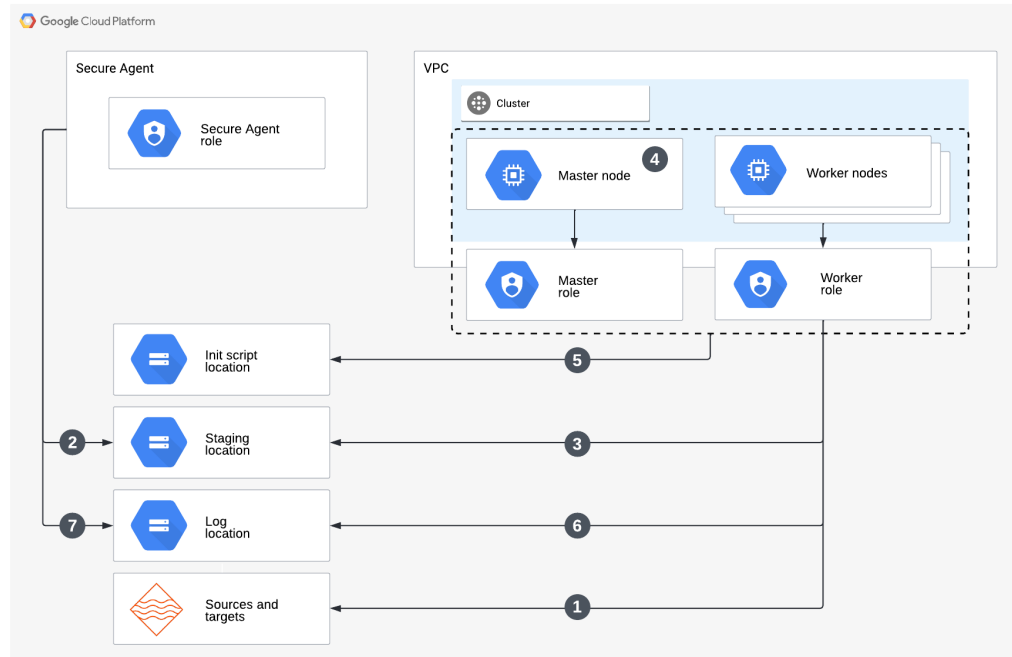 Google Cloud Platform
Secure Agent
Secure Agent
role
VPC
Cluster
Master node
4
Worker nodes
Master
role
Worker
role
Init script
location
5
2
Staging
location
3
7
Log
location
6
Sources and
targets
1